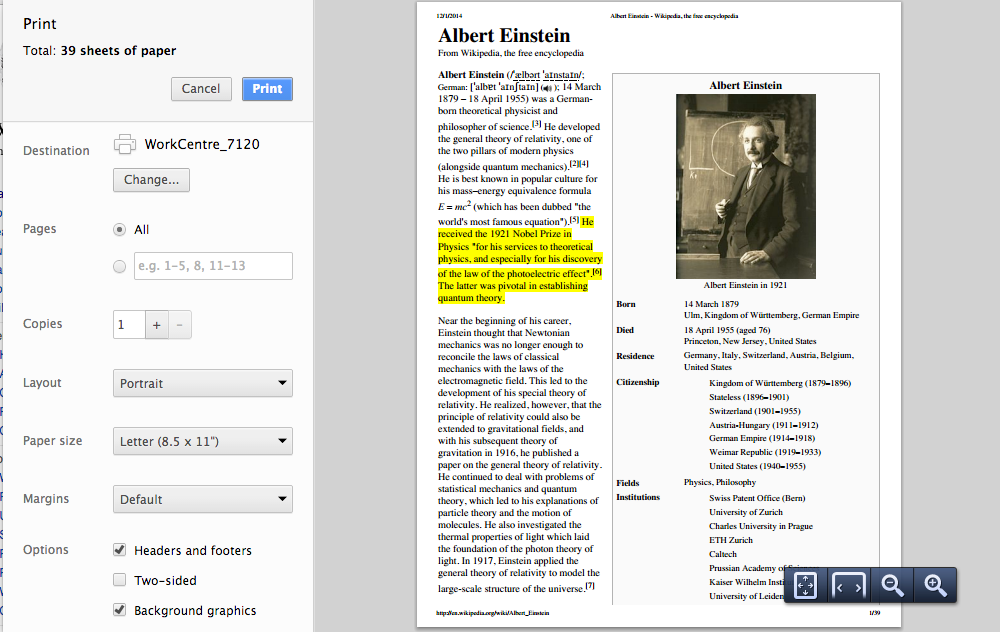 Print
Total: 39 sheets of paper
Cancel
Print
Destination
WorkCentre_7120
Change...
Pages
All
e.g. 1-5, 8, 11-13
Copies
1
+
-
Layout
Portrait
Paper size
Letter (8.5 x 11")
Margins
Default
Options
Headers and footers
Two-sided
Background graphics
12/1/2014
Albert Einstein - Wikipedia, the free encyclopedia
Albert Einstein
From Wikipedia, the free encyclopedia
Albert Einstein (/ˈælbərt ˈaɪnstaɪn/;
German: [ˈalbɐt ˈaɪnʃtaɪn] ( ); 14 March
1879 – 18 April 1955) was a German-
born theoretical physicist and
philosopher of science.[3] He developed
the general theory of relativity, one of
the two pillars of modern physics
(alongside quantum mechanics).[2][4]
He is best known in popular culture for
his mass–energy equivalence formula
E = mc2 (which has been dubbed "the
world's most famous equation").[5] He
received the 1921 Nobel Prize in
Physics "for his services to theoretical
physics, and especially for his discovery
of the law of the photoelectric effect".[6]
The latter was pivotal in establishing
quantum theory.
Near the beginning of his career,
Einstein thought that Newtonian
mechanics was no longer enough to
reconcile the laws of classical
mechanics with the laws of the
electromagnetic field. This led to the
development of his special theory of
relativity. He realized, however, that the
principle of relativity could also be
extended to gravitational fields, and
with his subsequent theory of
gravitation in 1916, he published a
paper on the general theory of relativity.
He continued to deal with problems of
statistical mechanics and quantum
theory, which led to his explanations of
particle theory and the motion of
molecules. He also investigated the
thermal properties of light which laid
the foundation of the photon theory of
light. In 1917, Einstein applied the
general theory of relativity to model the
large-scale structure of the universe.[7]
Albert Einstein
Albert Einstein in 1921
Born 14 March 1879
Ulm, Kingdom of Württemberg, German Empire
Died 18 April 1955 (aged 76)
Princeton, New Jersey, United States
Residence Germany, Italy, Switzerland, Austria, Belgium,
United States
Citizenship Kingdom of Württemberg (1879–1896)
Stateless (1896–1901)
Switzerland (1901–1955)
Austria-Hungary (1911–1912)
German Empire (1914–1918)
Weimar Republic (1919–1933)
United States (1940–1955)
Fields Physics, Philosophy
Institutions Swiss Patent Office (Bern)
University of Zurich
Charles University in Prague
ETH Zurich
Caltech
Prussian Academy of
Kaiser Wilhelm
University of Leiden
http://en.wikipedia.org/wiki/Albert_Einstein
1/39